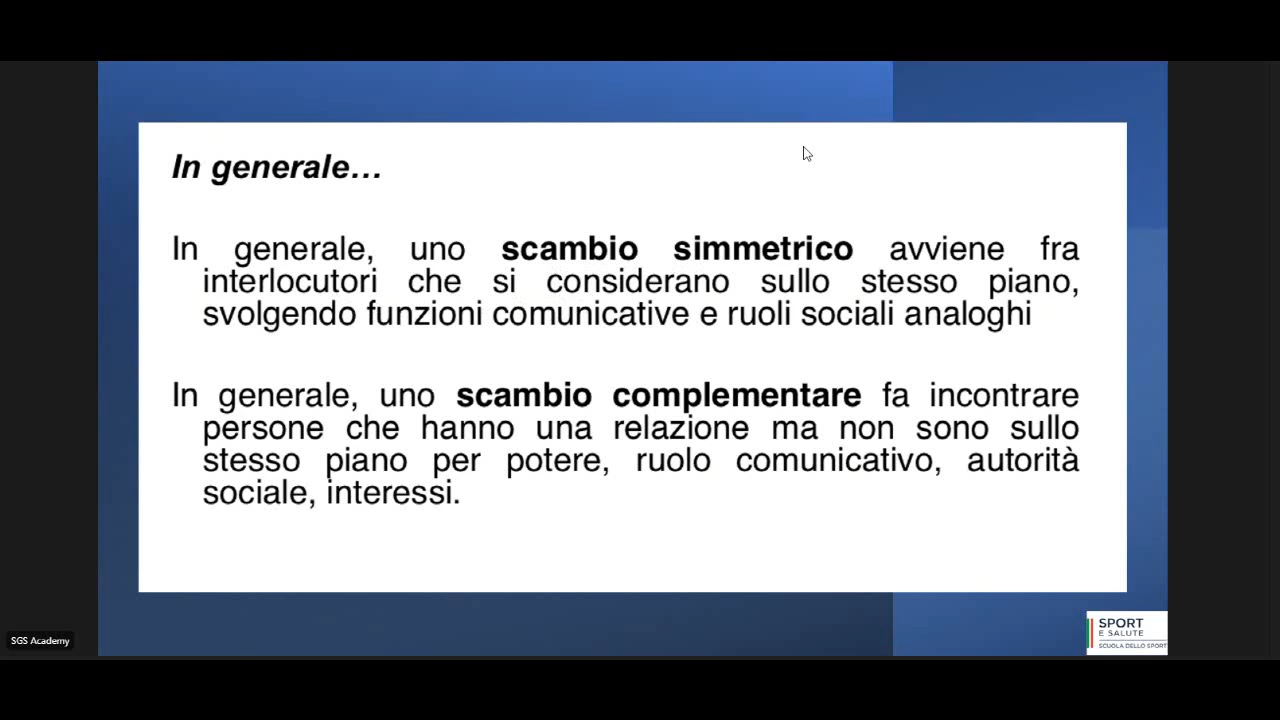 In generale…
In generale, uno scambio simmetrico avviene fra
interlocutori che si considerano sullo stesso piano,
svolgendo funzioni comunicative e ruoli sociali analoghi
In generale, uno scambio complementare fa incontrare
persone che hanno una relazione ma non sono sullo
stesso piano per potere, ruolo comunicativo, autorità
sociale, interessi.
SGS Academy
SPORT
E SALUTE
SCUOLA DELLO SPORT